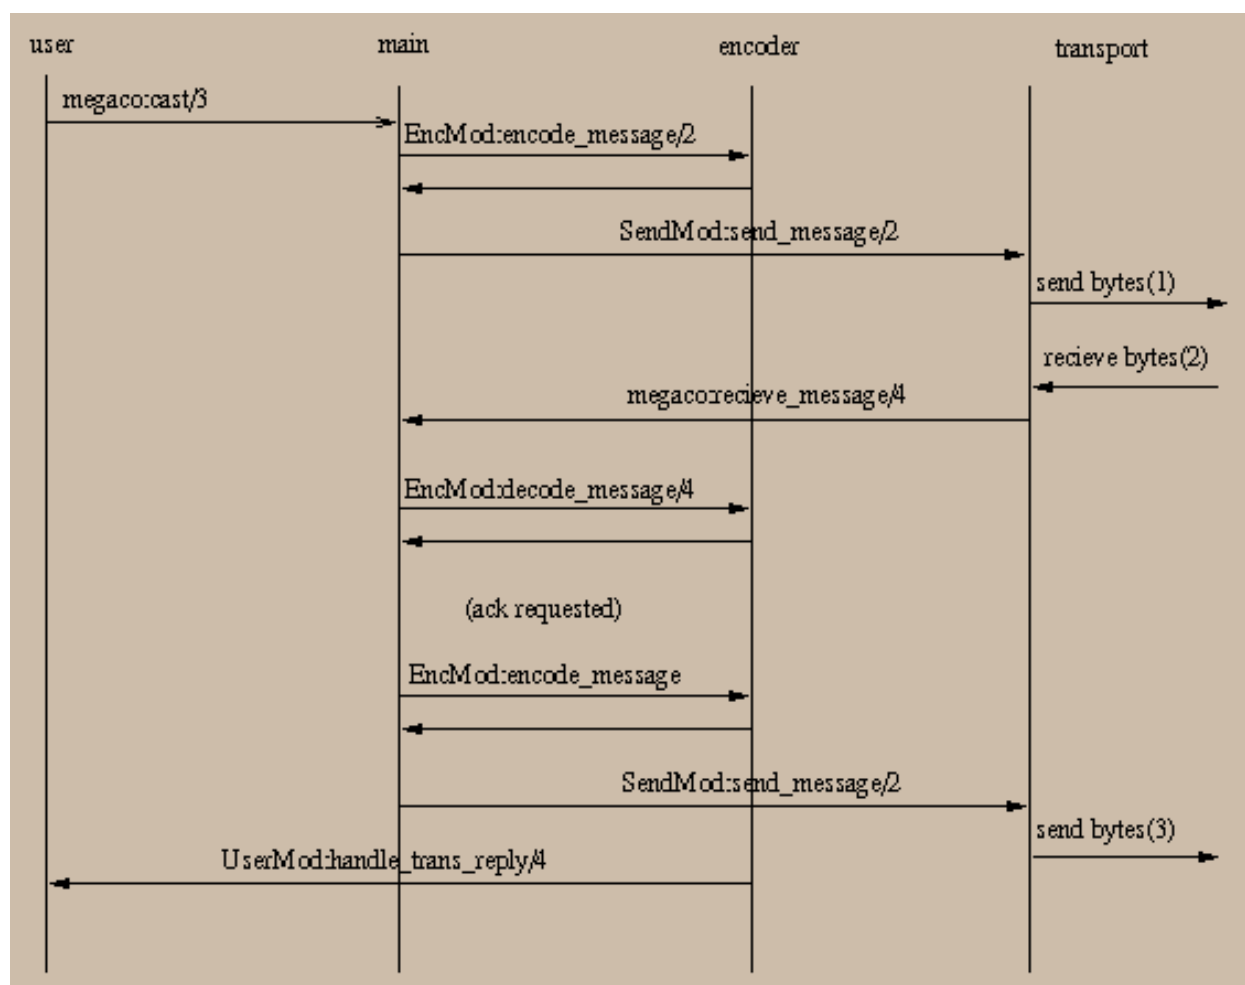 user
main
encoder
transport
megaco:cast/3
EncMod:encode_message/2
SendMod:send_message/2
send bytes(1)
recieve bytes(2)
megaco:recieve_message/4
EncMod:decode_message/4
(ack requested)
EncMod:encode_message
SendMod:send_message/2
send bytes(3)
UserMod:handle_trans_reply/4